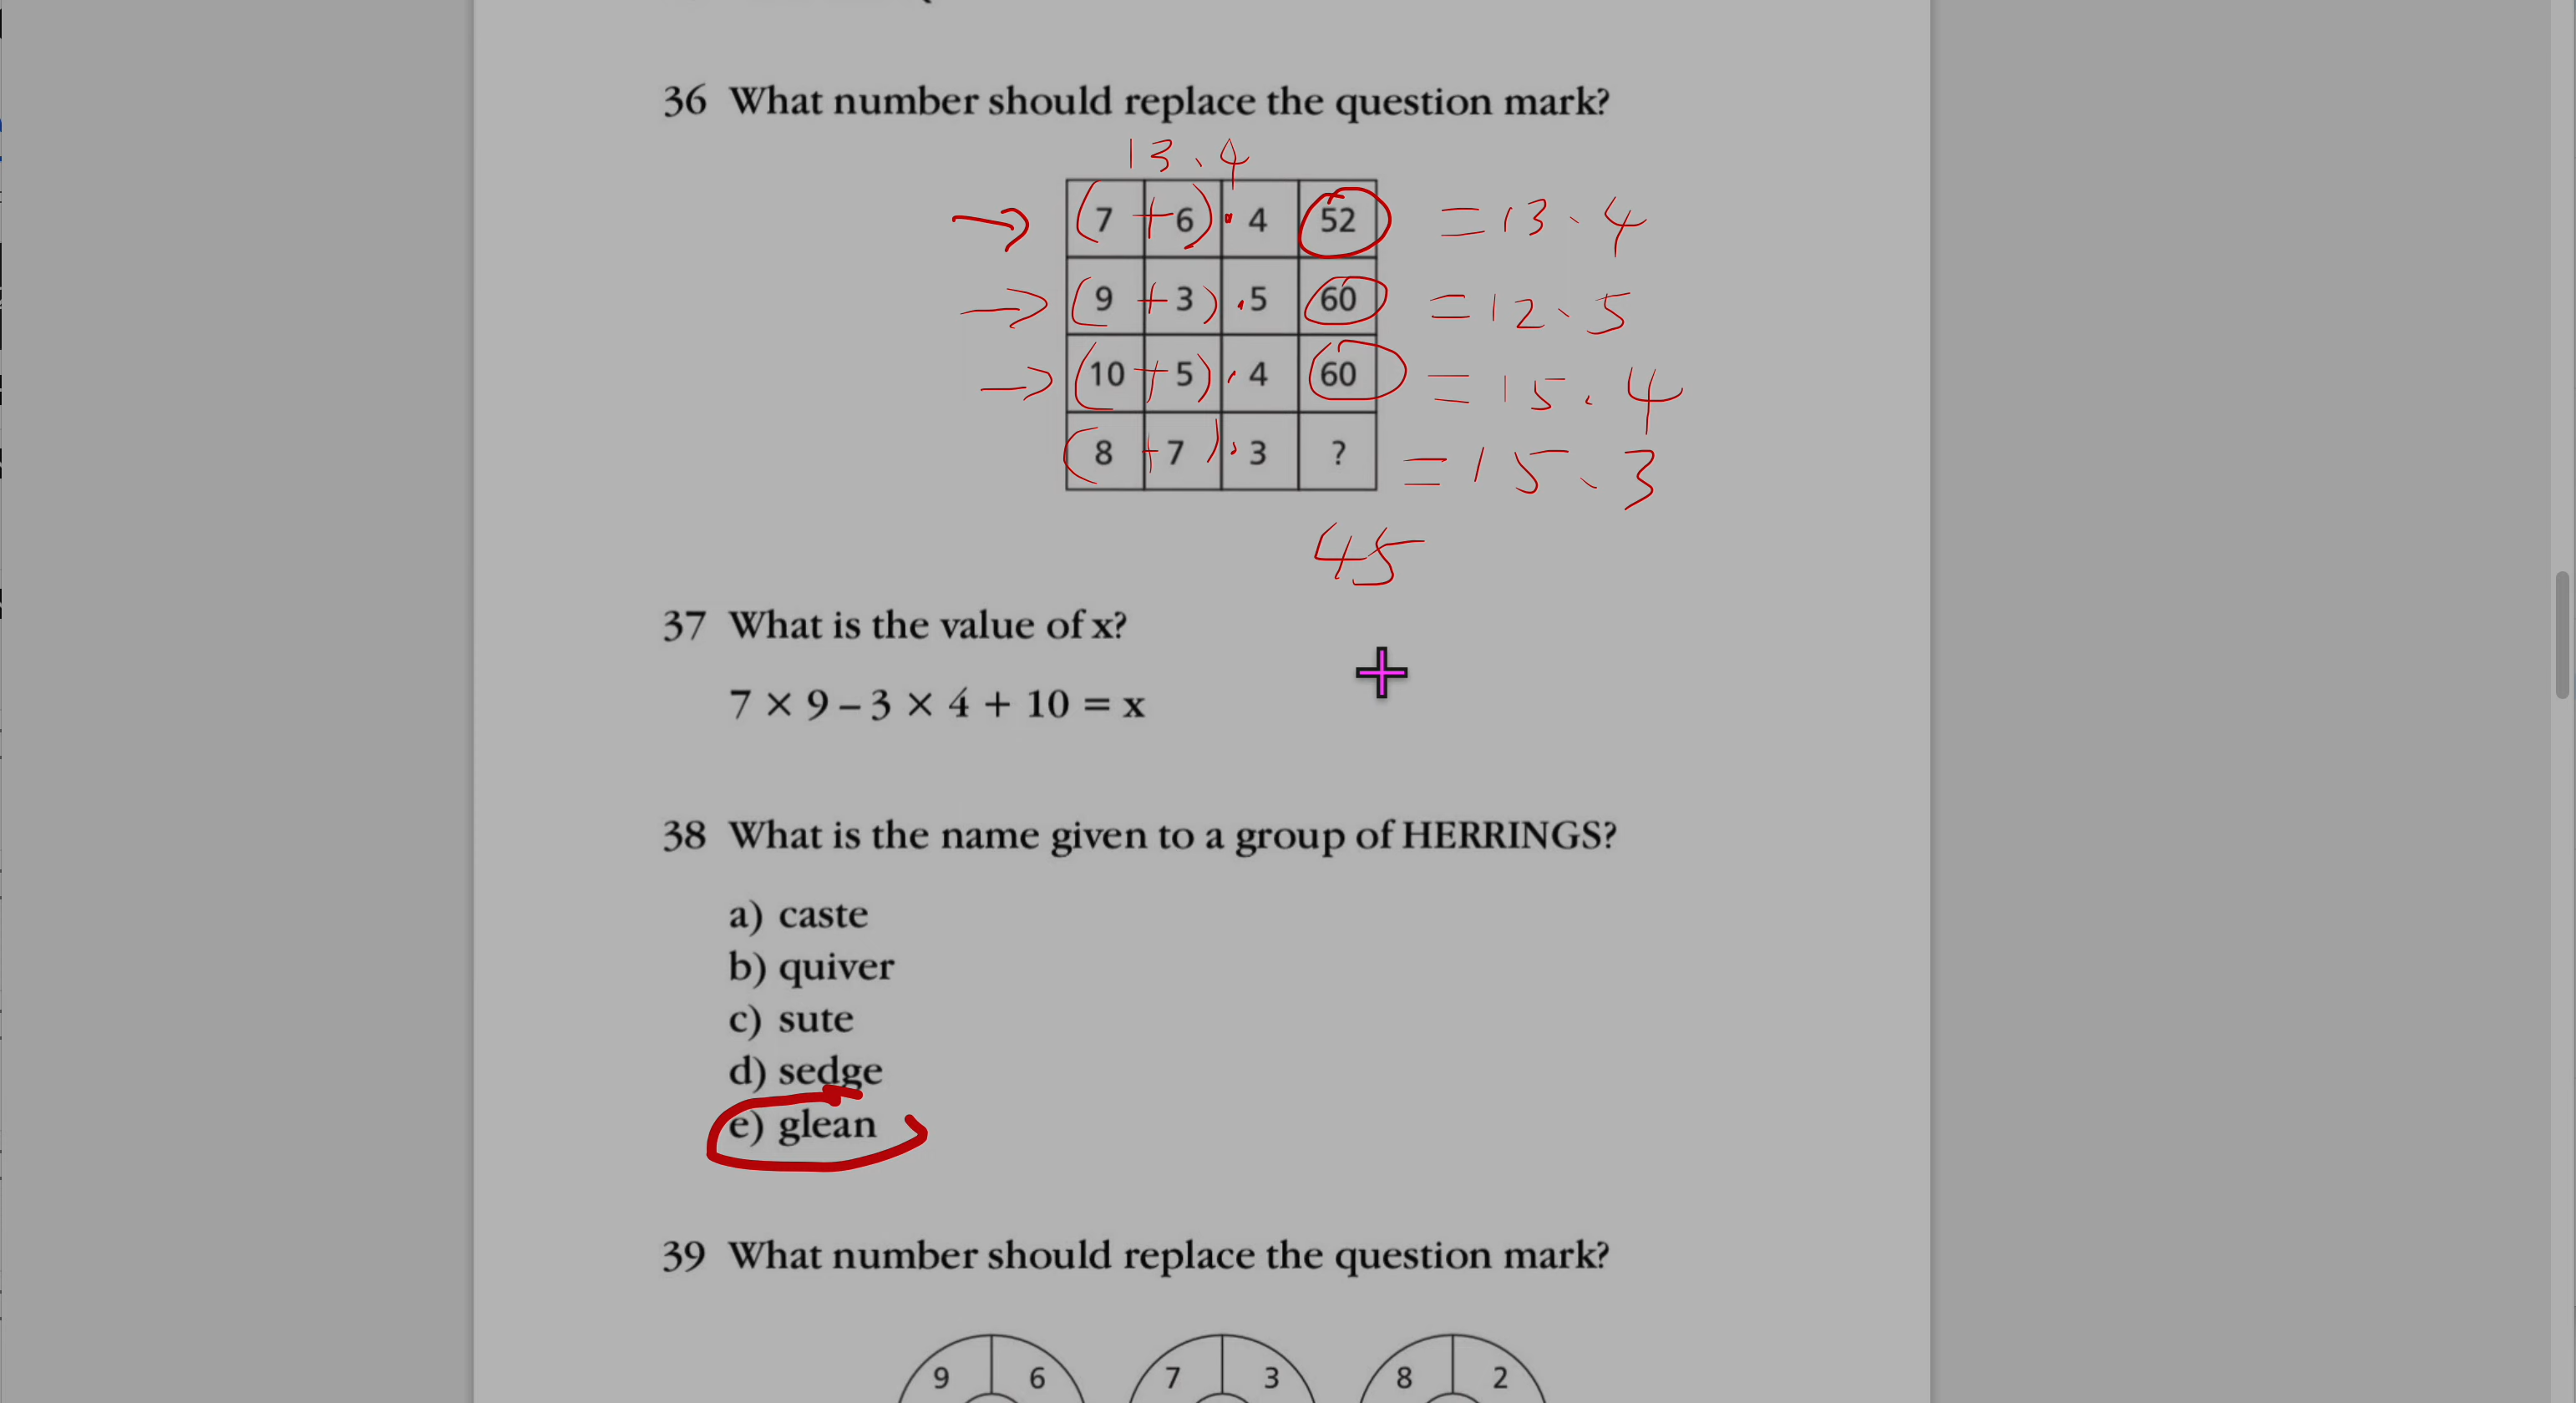 36 What number should replace the question mark?
13.4
(7 + 6) · 4 52 = 13 · 4
(9 + 3) · 5 60 = 12 · 5
(10 + 5) · 4 60 = 15 · 4
(8 + 7) · 3 ? = 15 · 3
45
37 What is the value of x?
7 × 9 – 3 × 4 + 10 = x
38 What is the name given to a group of HERRINGS?
a) caste
b) quiver
c) sute
d) sedge
e) glean
39 What number should replace the question mark?
9 6 7 3 8 2